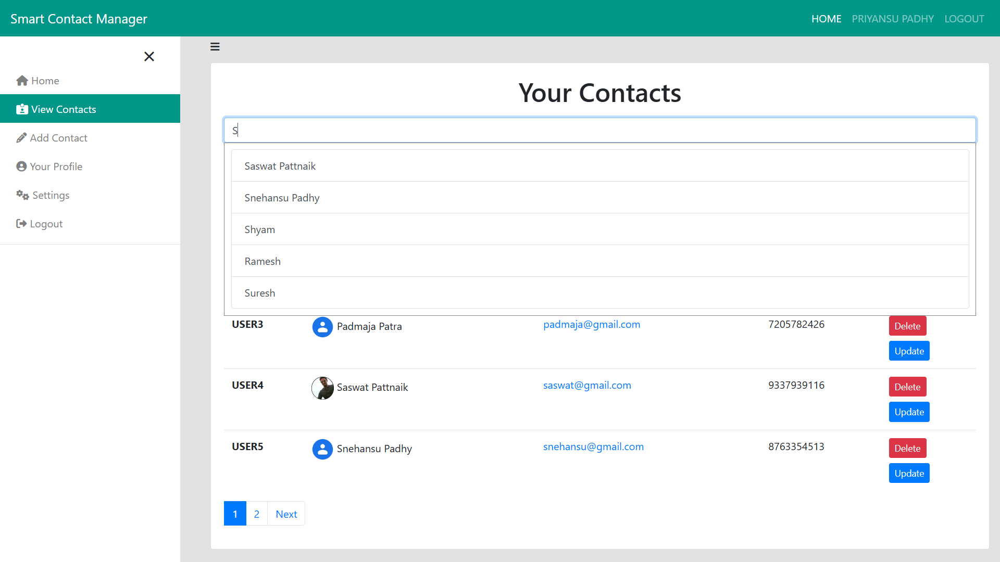 Smart Contact Manager
HOME PRIYANSU PADHY LOGOUT
Home
View Contacts
Add Contact
Your Profile
Settings
Logout
Your Contacts
S
Saswat Pattnaik
Snehansu Padhy
Shyam
Ramesh
Suresh
USER3 Padmaja Patra padmaja@gmail.com 7205782426 Delete
Update
USER4 Saswat Pattnaik saswat@gmail.com 9337939116 Delete
Update
USER5 Snehansu Padhy snehansu@gmail.com 8763354513 Delete
Update
1 2 Next